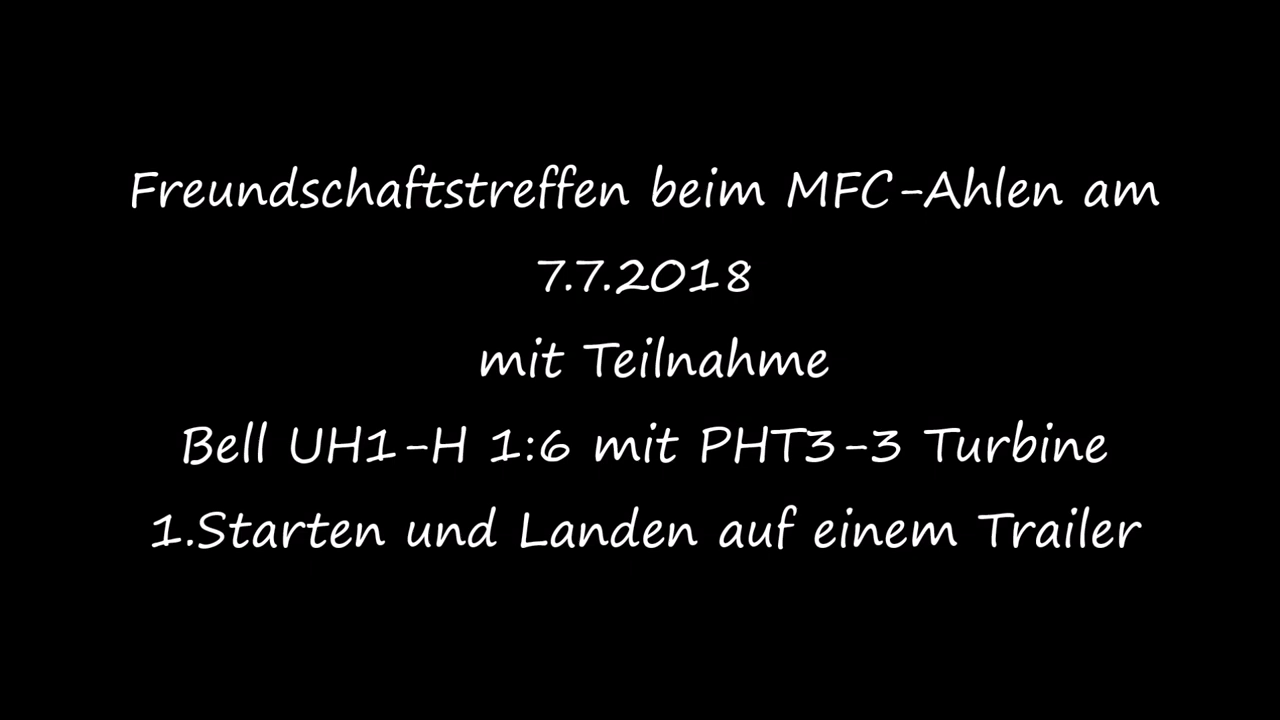 Freundschaftstreffen beim MFC-Ahlen am
7.7.2018
mit Teilnahme
Bell UH1-H 1:6 mit PHT3-3 Turbine
1.Starten und Landen auf einem Trailer